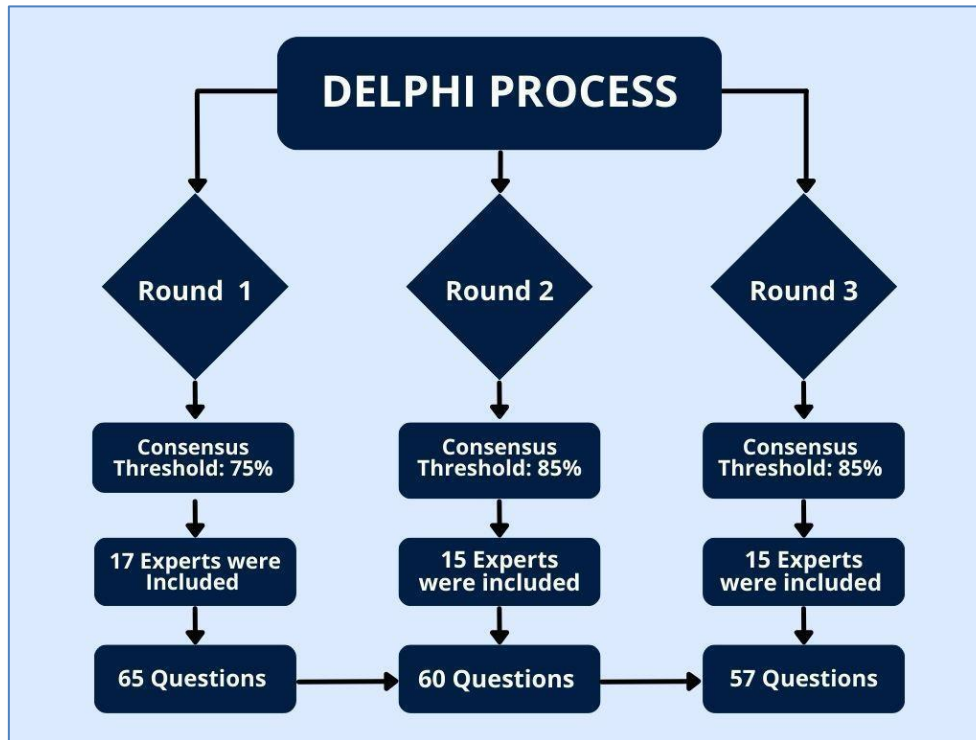 DELPHI PROCESS
Round 1
Round 2
Round 3
Consensus
Threshold: 75%
Consensus
Threshold: 85%
Consensus
Threshold: 85%
17 Experts were
Included
15 Experts
were included
15 Experts
were included
65 Questions
60 Questions
57 Questions